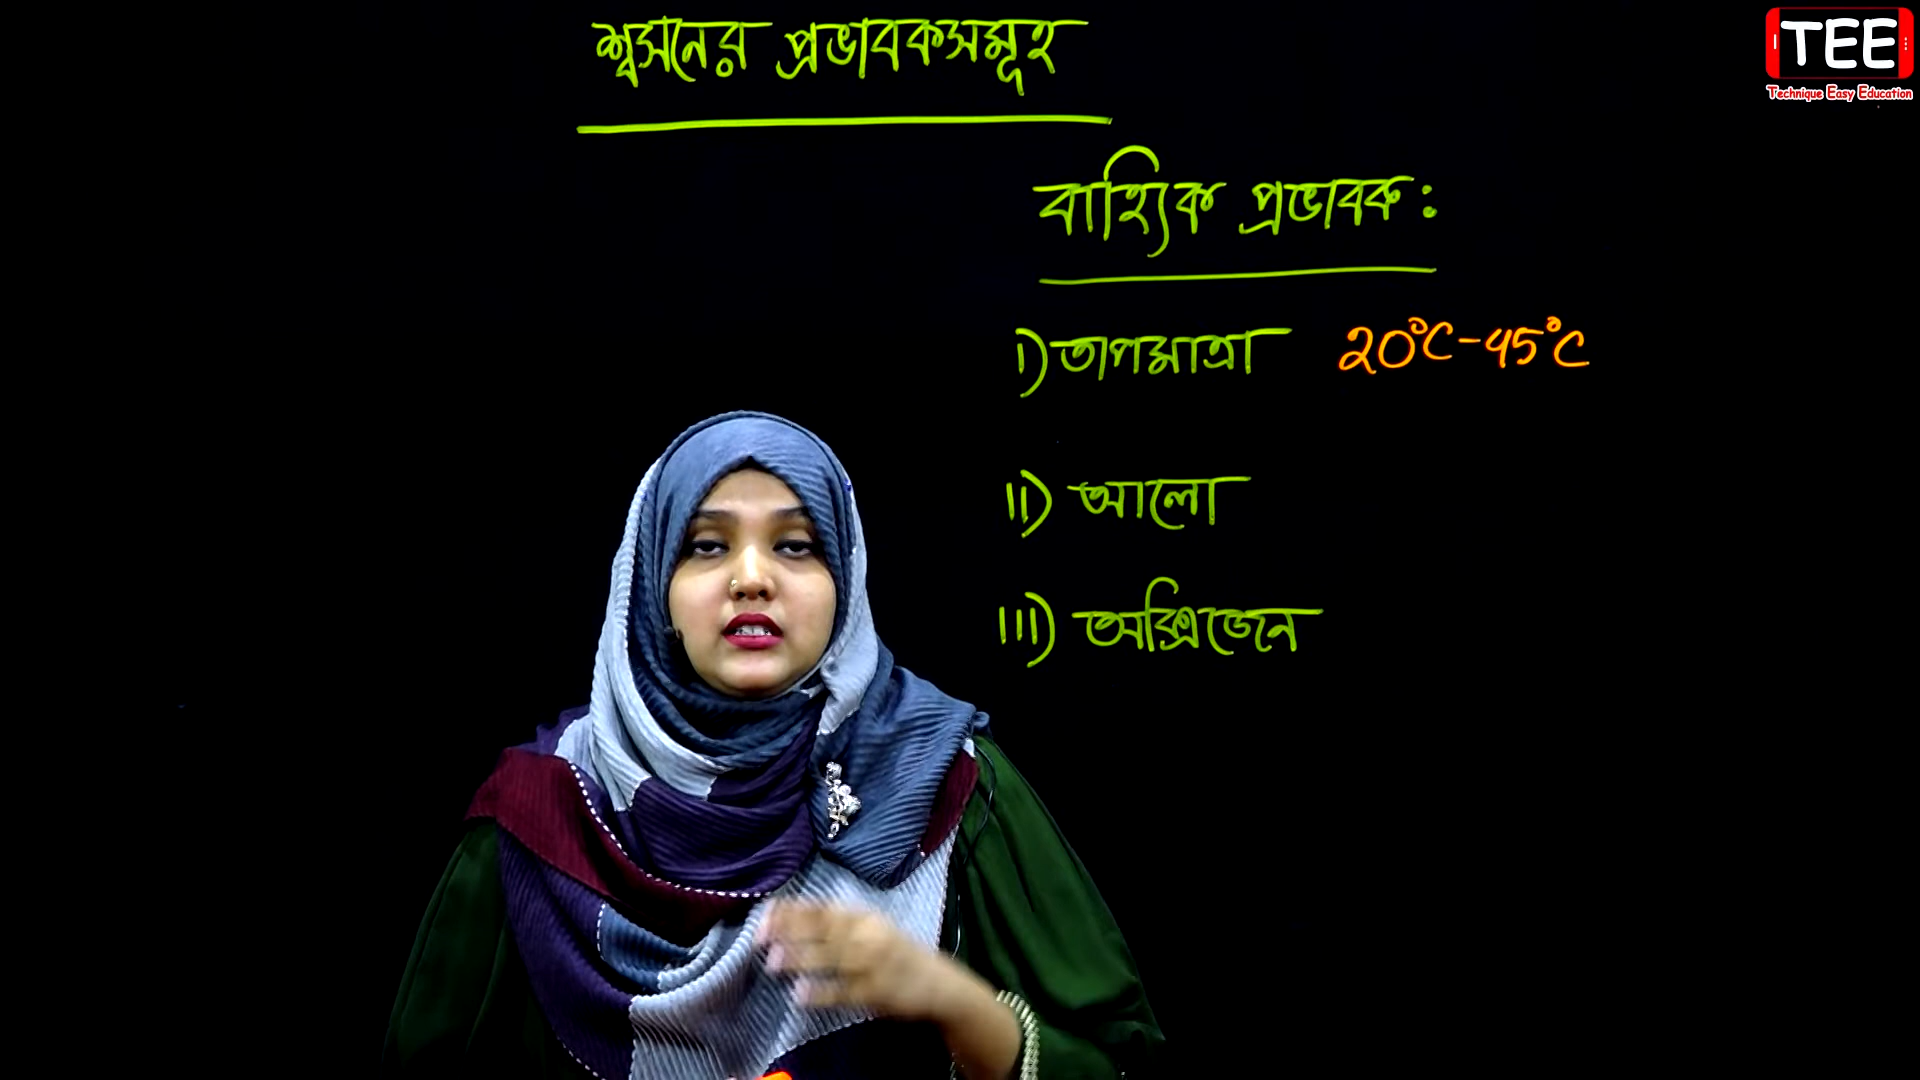 TEE
Technique Easy Education
শ্বসনের প্রভাবকসমূহ
বাহ্যিক প্রভাবক:
i) তাপমাত্রা 20°C-45°C
ii) আলো
iii) অক্সিজেন